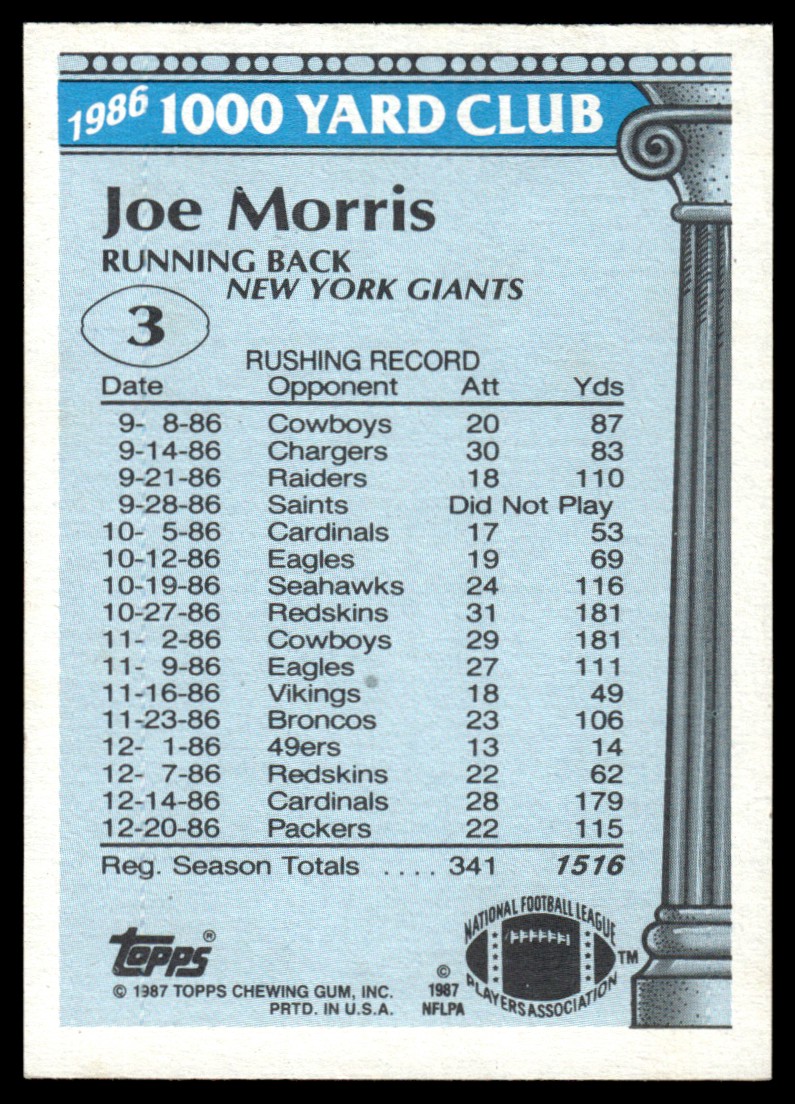 1986 1000 YARD CLUB
Joe Morris
RUNNING BACK
NEW YORK GIANTS
3
RUSHING RECORD
Date Opponent Att Yds
9- 8-86 Cowboys 20 87
9-14-86 Chargers 30 83
9-21-86 Raiders 18 110
9-28-86 Saints Did Not Play
10- 5-86 Cardinals 17 53
10-12-86 Eagles 19 69
10-19-86 Seahawks 24 116
10-27-86 Redskins 31 181
11- 2-86 Cowboys 29 181
11- 9-86 Eagles 27 111
11-16-86 Vikings 18 49
11-23-86 Broncos 23 106
12- 1-86 49ers 13 14
12- 7-86 Redskins 22 62
12-14-86 Cardinals 28 179
12-20-86 Packers 22 115
Reg. Season Totals .... 341 1516
topps®
© 1987 TOPPS CHEWING GUM, INC.
PRTD. IN U.S.A.
©
1987
NFLPA
NATIONAL FOOTBALL LEAGUE
PLAYERS ASSOCIATION
TM